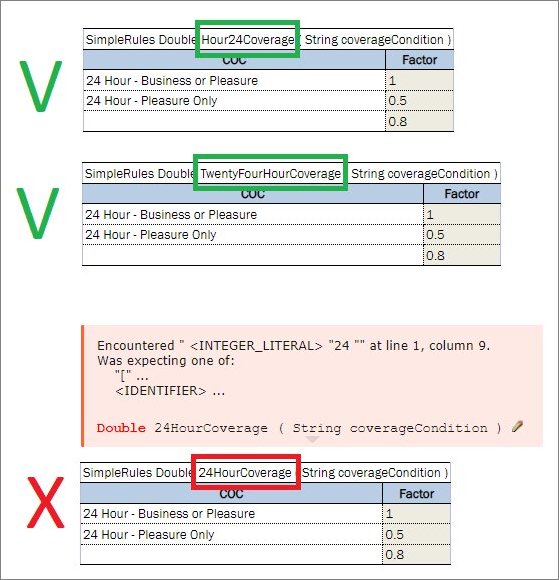 SimpleRules Double Hour24Coverage ( String coverageCondition )
COC Factor
24 Hour - Business or Pleasure 1
24 Hour - Pleasure Only 0.5
0.8
V
SimpleRules Double TwentyFourHourCoverage ( String coverageCondition )
COC Factor
24 Hour - Business or Pleasure 1
24 Hour - Pleasure Only 0.5
0.8
V
Encountered " <INTEGER_LITERAL> "24 "" at line 1, column 9.
Was expecting one of:
"[" ...
<IDENTIFIER> ...
Double 24HourCoverage ( String coverageCondition )
SimpleRules Double 24HourCoverage ( String coverageCondition )
COC Factor
X
24 Hour - Business or Pleasure 1
24 Hour - Pleasure Only 0.5
0.8